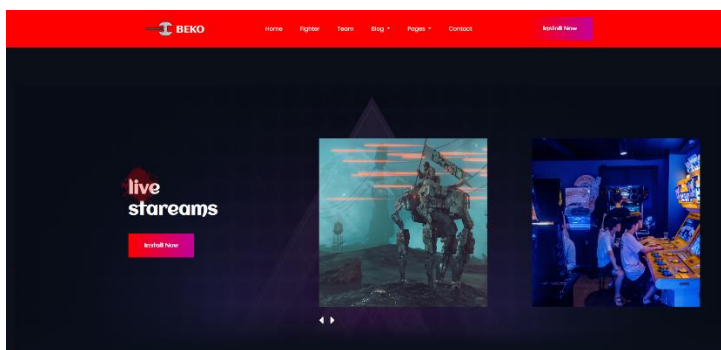 BEKO
Home Fighter Team Blog Pages Contact
Install Now
live
stareams
Install Now